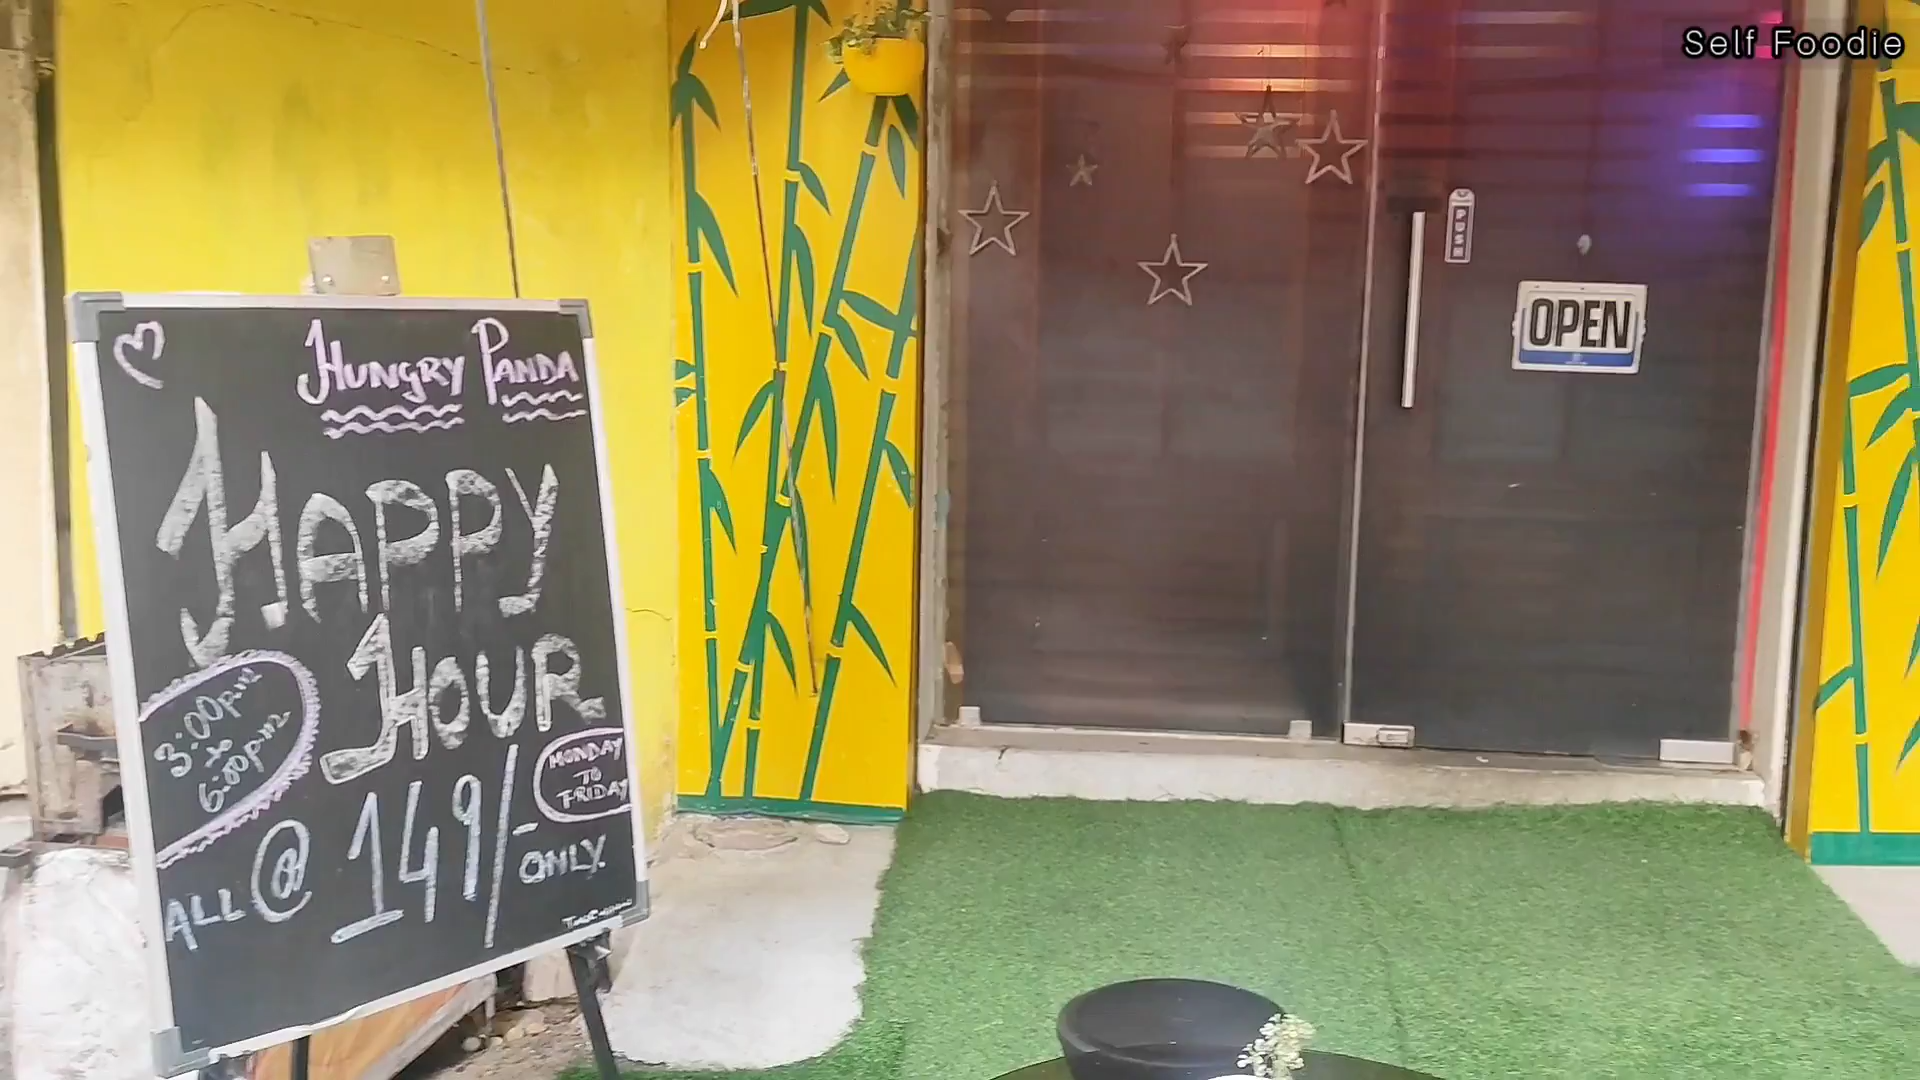 Self Foodie
HUNGRY PANDA
HAPPY
HOUR
3:00pm
to
6:00pm
MONDAY
TO
FRIDAY
ALL @ 149/- ONLY.
PUSH
OPEN